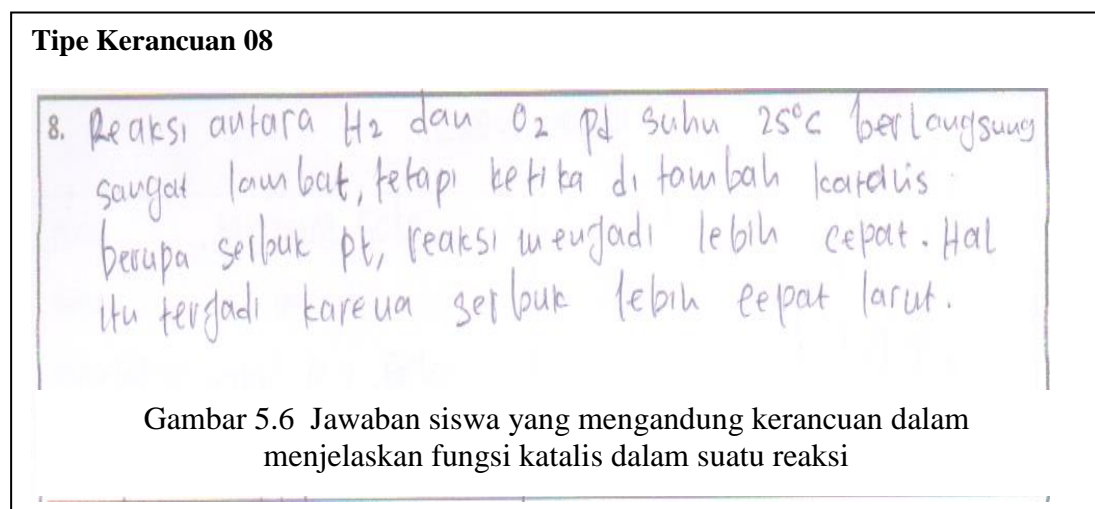 Tipe Kerancuan 08
8. Reaksi antara H2 dan O2 pd suhu 25°C berlangsung
sangat lambat, tetapi ketika di tambah katalis
berupa serbuk pt, reaksi menjadi lebih cepat. Hal
itu terjadi karena serbuk lebih cepat larut.
Gambar 5.6 Jawaban siswa yang mengandung kerancuan dalam
menjelaskan fungsi katalis dalam suatu reaksi